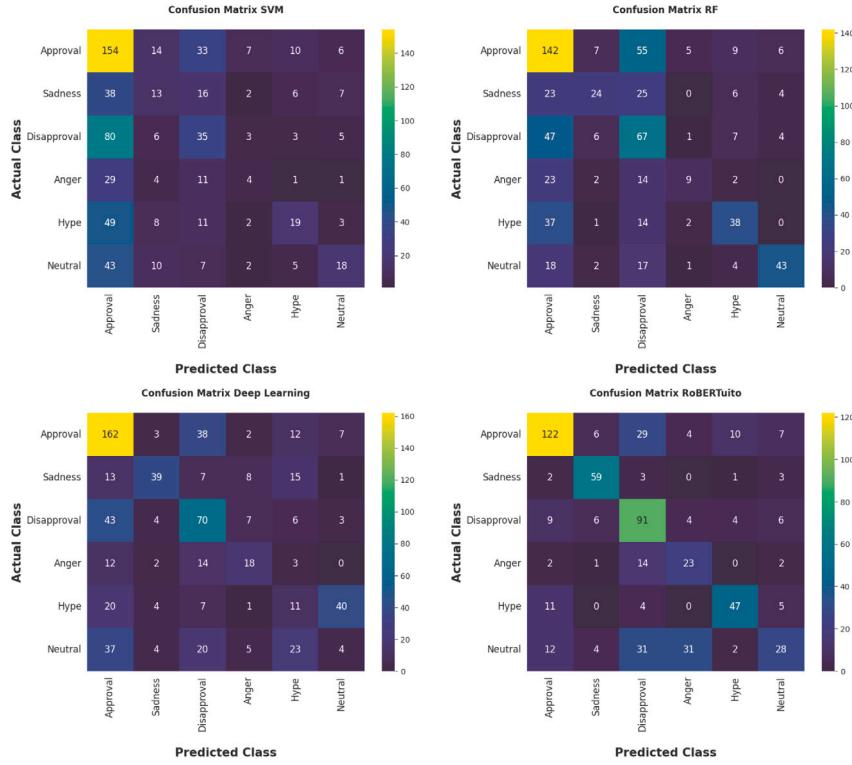 Confusion Matrix SVM
Actual Class
Approval 154 14 33 7 10 6
Sadness 38 13 16 2 6 7
Disapproval 80 6 35 3 3 5
Anger 29 4 11 4 1 1
Hype 49 8 11 2 19 3
Neutral 43 10 7 2 5 18
Approval Sadness Disapproval Anger Hype Neutral
Predicted Class
140
120
100
80
60
40
20
Confusion Matrix RF
Actual Class
Approval 142 7 55 5 9 6
Sadness 23 24 25 0 6 4
Disapproval 47 6 67 1 7 4
Anger 23 2 14 9 2 0
Hype 37 1 14 2 38 0
Neutral 18 2 17 1 4 43
Approval Sadness Disapproval Anger Hype Neutral
Predicted Class
140
120
100
80
60
40
20
0
Confusion Matrix Deep Learning
Actual Class
Approval 162 3 38 2 12 7
Sadness 13 39 7 8 15 1
Disapproval 43 4 70 7 6 3
Anger 12 2 14 18 3 0
Hype 20 4 7 1 11 40
Neutral 37 4 20 5 23 4
Approval Sadness Disapproval Anger Hype Neutral
Predicted Class
160
140
120
100
80
60
40
20
0
Confusion Matrix RoBERTuito
Actual Class
Approval 122 6 29 4 10 7
Sadness 2 59 3 0 1 3
Disapproval 9 6 91 4 4 6
Anger 2 1 14 23 0 2
Hype 11 0 4 0 47 5
Neutral 12 4 31 31 2 28
Approval Sadness Disapproval Anger Hype Neutral
Predicted Class
120
100
80
60
40
20
0